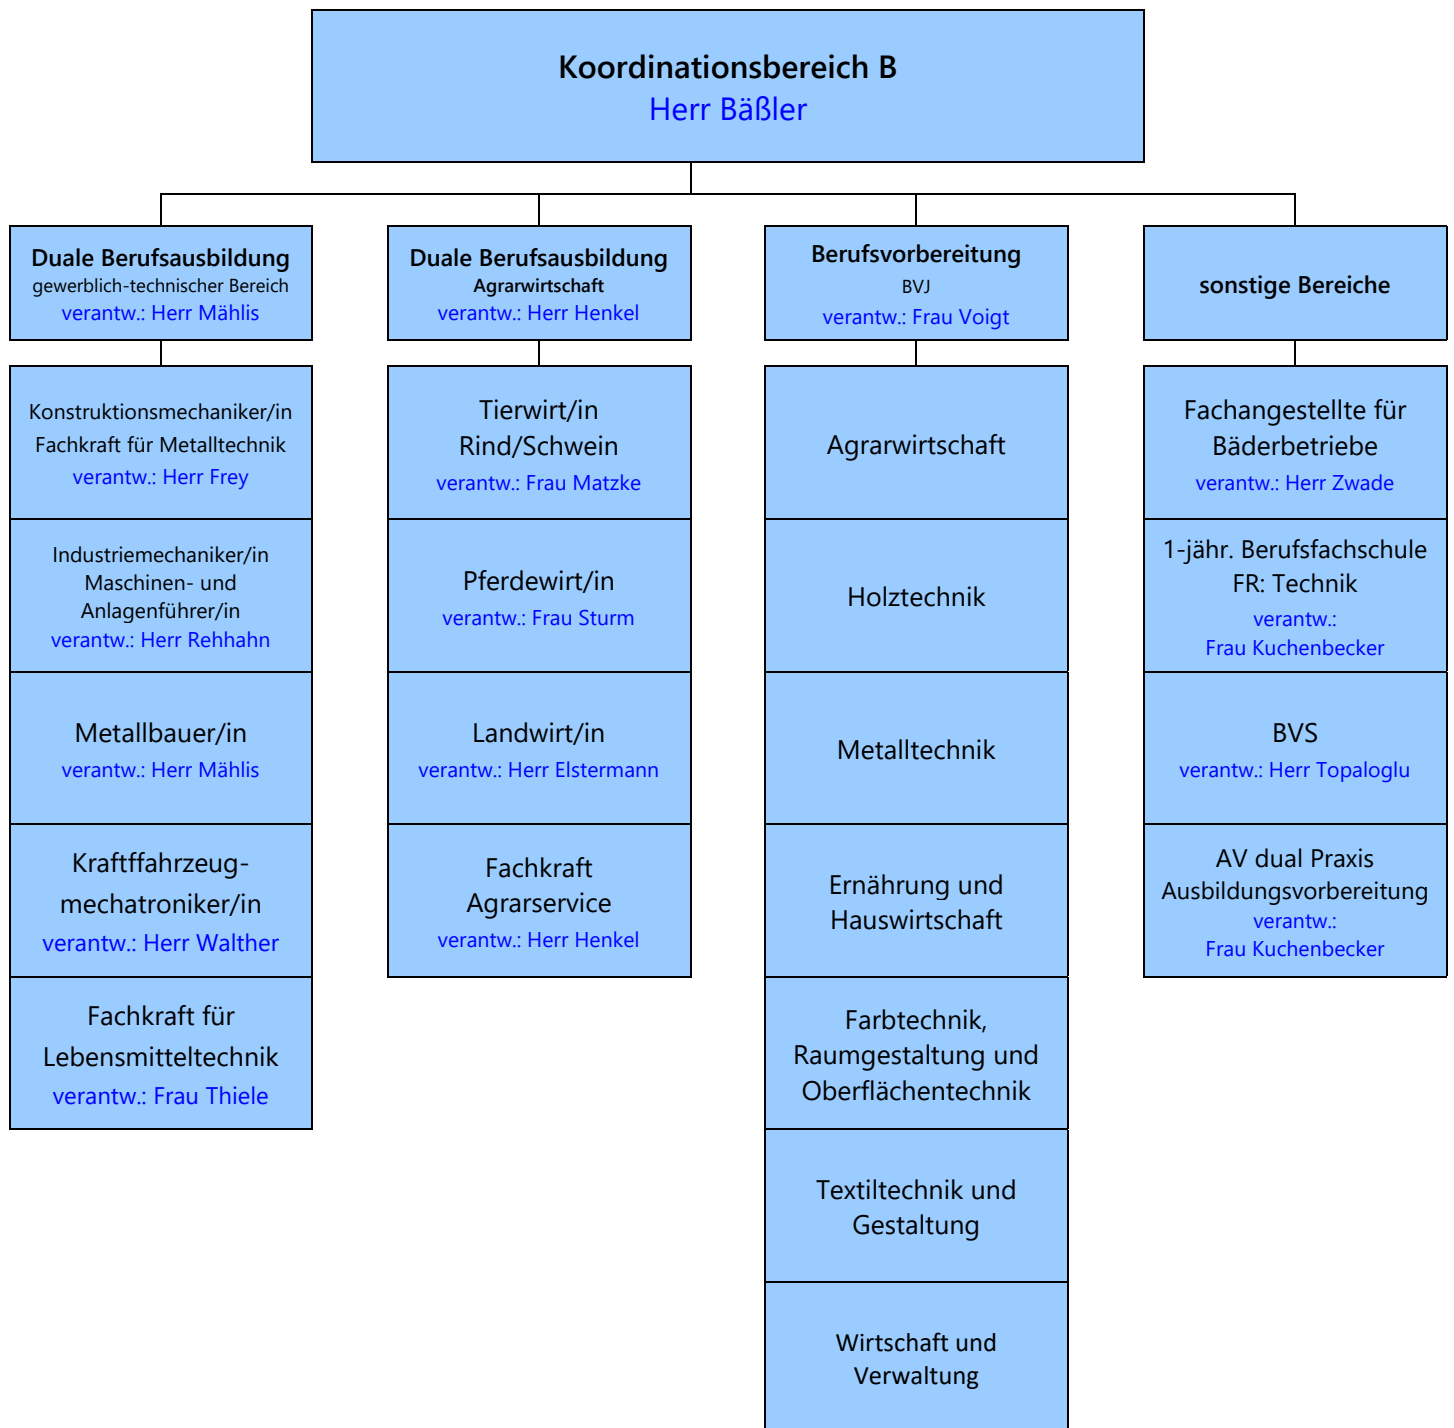 Koordinationsbereich B
Herr Bäßler
Duale Berufsausbildung
gewerblich-technischer Bereich
verantw.: Herr Mählis
Duale Berufsausbildung
Agrarwirtschaft
verantw.: Herr Henkel
Berufsvorbereitung
BVJ
verantw.: Frau Voigt
sonstige Bereiche
Konstruktionsmechaniker/in
Fachkraft für Metalltechnik
verantw.: Herr Frey
Industriemechaniker/in
Maschinen- und
Anlagenführer/in
verantw.: Herr Rehhahn
Metallbauer/in
verantw.: Herr Mählis
Kraftffahrzeug-
mechatroniker/in
verantw.: Herr Walther
Fachkraft für
Lebensmitteltechnik
verantw.: Frau Thiele
Tierwirt/in
Rind/Schwein
verantw.: Frau Matzke
Pferdewirt/in
verantw.: Frau Sturm
Landwirt/in
verantw.: Herr Elstermann
Fachkraft
Agrarservice
verantw.: Herr Henkel
Agrarwirtschaft
Holztechnik
Metalltechnik
Ernährung und
Hauswirtschaft
Farbtechnik,
Raumgestaltung und
Oberflächentechnik
Textiltechnik und
Gestaltung
Wirtschaft und
Verwaltung
Fachangestellte für
Bäderbetriebe
verantw.: Herr Zwade
1-jähr. Berufsfachschule
FR: Technik
verantw.:
Frau Kuchenbecker
BVS
verantw.: Herr Topaloglu
AV dual Praxis
Ausbildungsvorbereitung
verantw.:
Frau Kuchenbecker